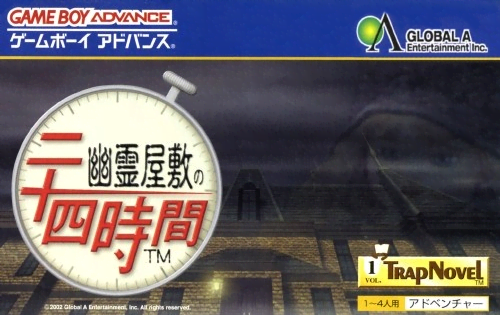 GAME BOY ADVANCE
ゲームボーイ アドバンス
GLOBAL A
Entertainment Inc.
幽霊屋敷の
二十四時間
TM
1 VOL.
TRAPNOVEL TM
1~4人用 アドベンチャー
©2002 Global A Entertainment, Inc. All rights reserved.